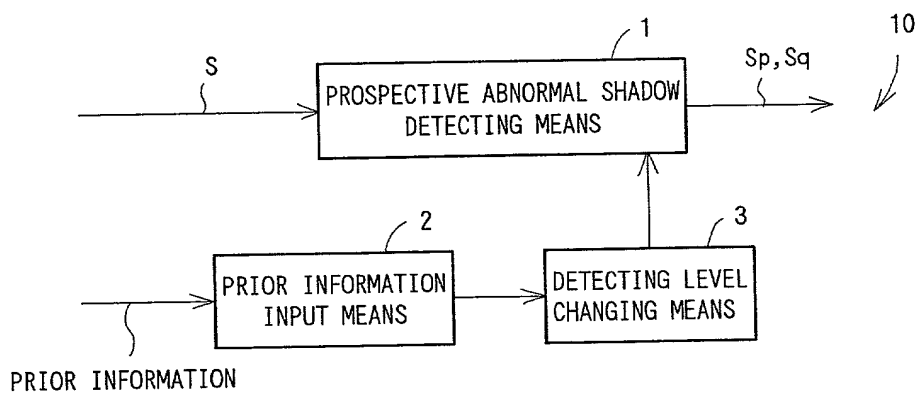 10
1
S
Sp,Sq
PROSPECTIVE ABNORMAL SHADOW
DETECTING MEANS
2
3
PRIOR INFORMATION
INPUT MEANS
DETECTING LEVEL
CHANGING MEANS
PRIOR INFORMATION